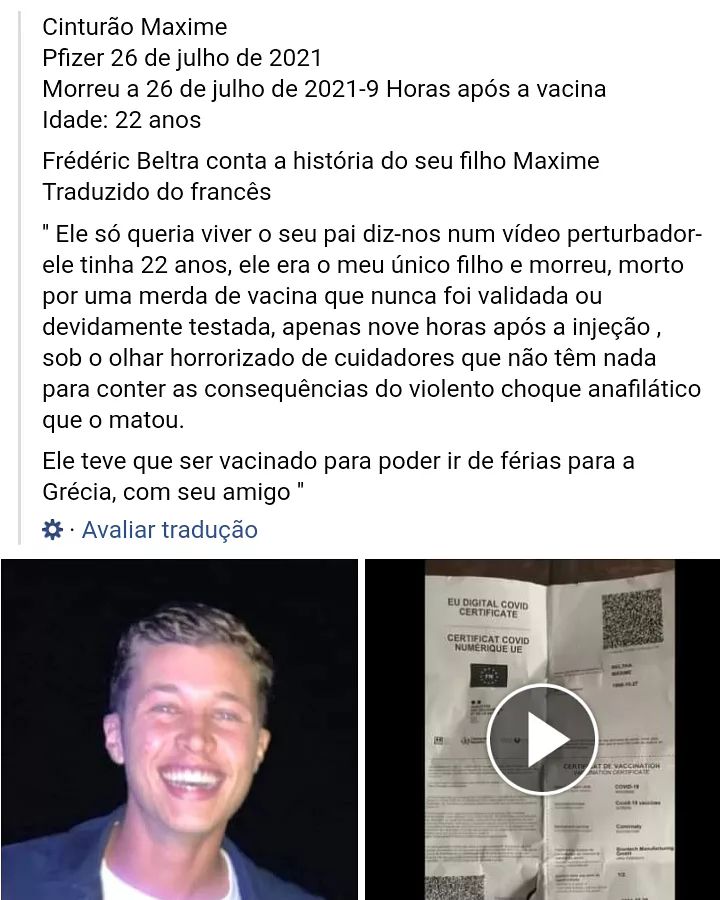 Cinturão Maxime
Pfizer 26 de julho de 2021
Morreu a 26 de julho de 2021-9 Horas após a vacina
Idade: 22 anos
Frédéric Beltra conta a história do seu filho Maxime
Traduzido do francês
" Ele só queria viver o seu pai diz-nos num vídeo perturbador-
ele tinha 22 anos, ele era o meu único filho e morreu, morto
por uma merda de vacina que nunca foi validada ou
devidamente testada, apenas nove horas após a injeção ,
sob o olhar horrorizado de cuidadores que não têm nada
para conter as consequências do violento choque anafilático
que o matou.
Ele teve que ser vacinado para poder ir de férias para a
Grécia, com seu amigo "
· Avaliar tradução
EU DIGITAL COVID
CERTIFICATE
CERTIFICAT COVID
NUMÉRIQUE UE
FR
BELTRA
MAXIME
CERTIFICAT DE VACCINATION
VACCINATION CERTIFICATE
COVID-19
Covid-19 vaccines
Comirnaty
Biontech Manufacturing
GmbH
1/2